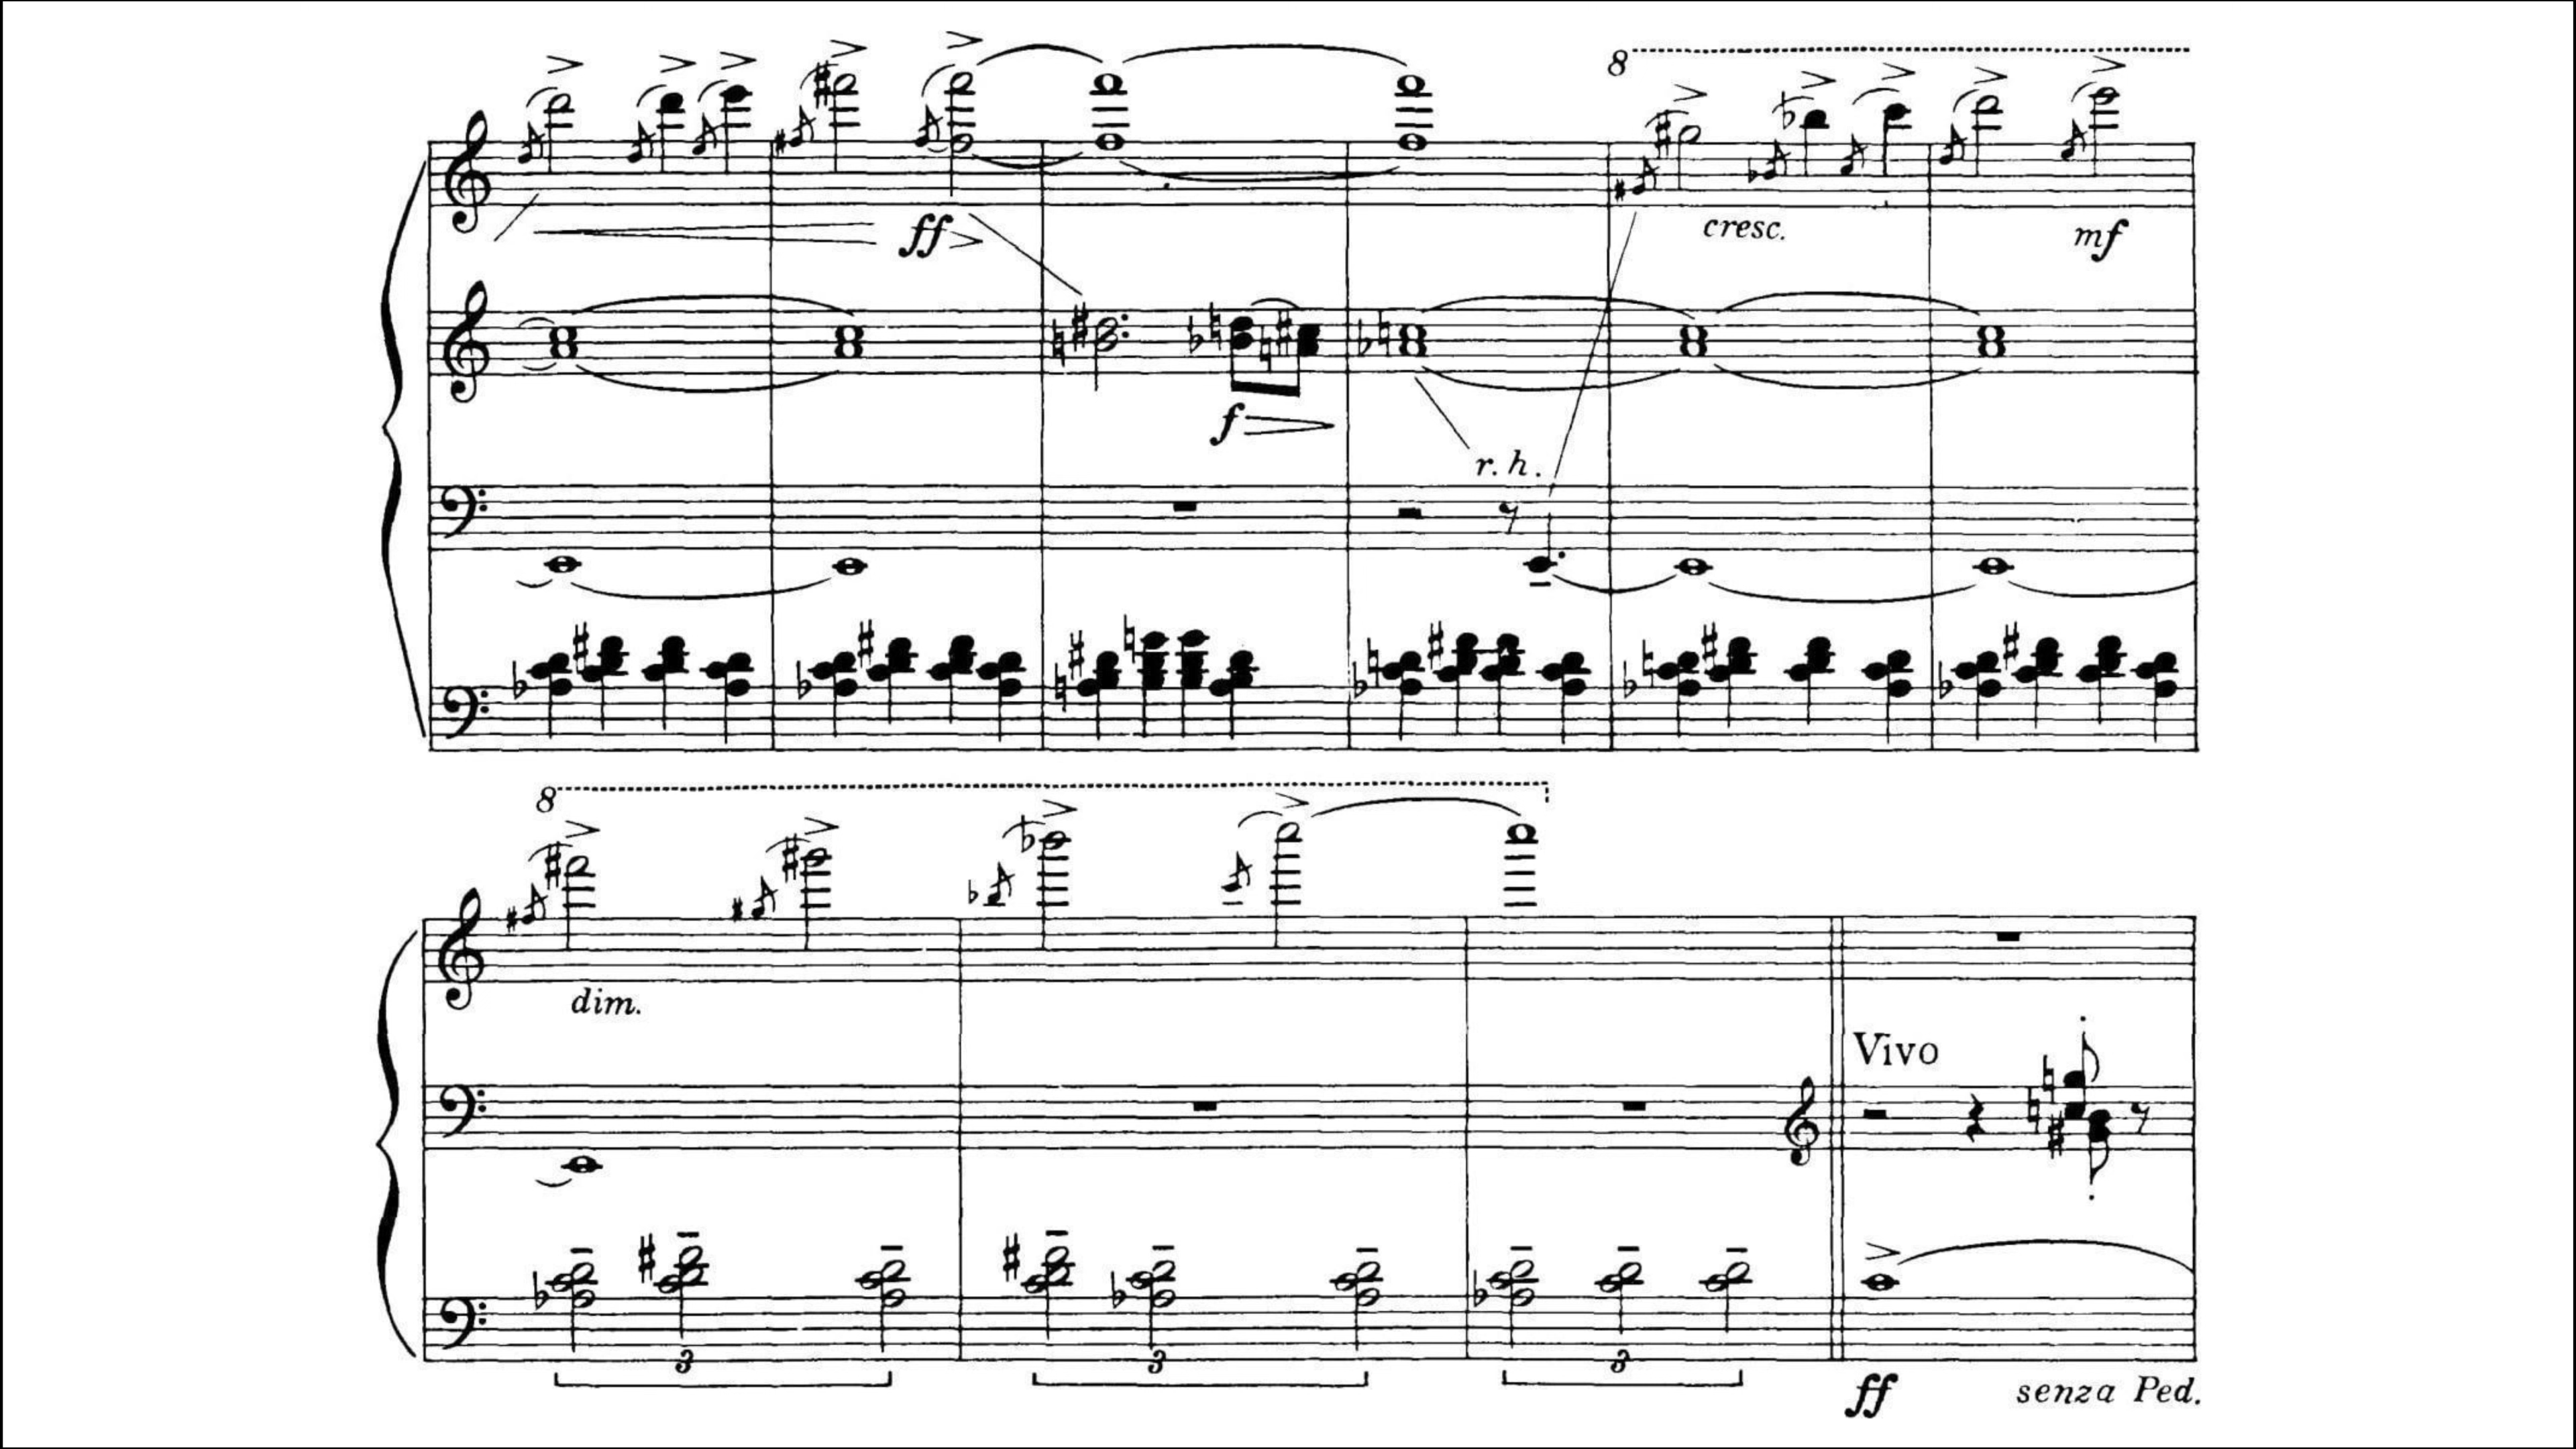 8
ff
cresc.
mf
f
r. h.
8
dim.
Vivo
3
3
3
ff
senza Ped.